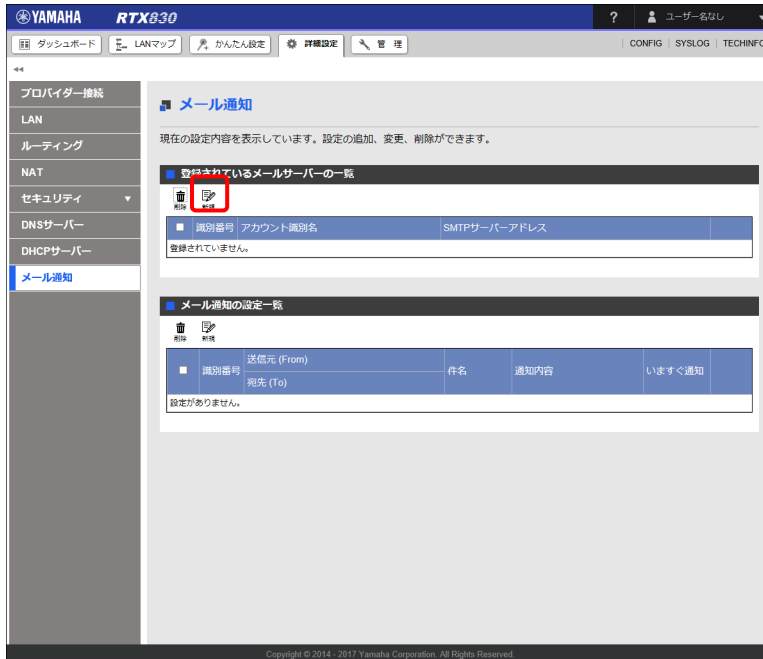 YAMAHA RTX830 ? ユーザー名なし
ダッシュボード LANマップ かんたん設定 詳細設定 管理 CONFIG SYSLOG TECHINFO
プロバイダー接続
LAN
ルーティング
NAT
セキュリティ
DNSサーバー
DHCPサーバー
メール通知
メール通知
現在の設定内容を表示しています。設定の追加、変更、削除ができます。
登録されているメールサーバーの一覧
削除 新規
識別番号 アカウント識別名 SMTPサーバーアドレス
登録されていません。
メール通知の設定一覧
削除 新規
識別番号 送信元 (From) 件名 通知内容 いますぐ通知
宛先 (To)
設定がありません。
Copyright © 2014 - 2017 Yamaha Corporation. All Rights Reserved.